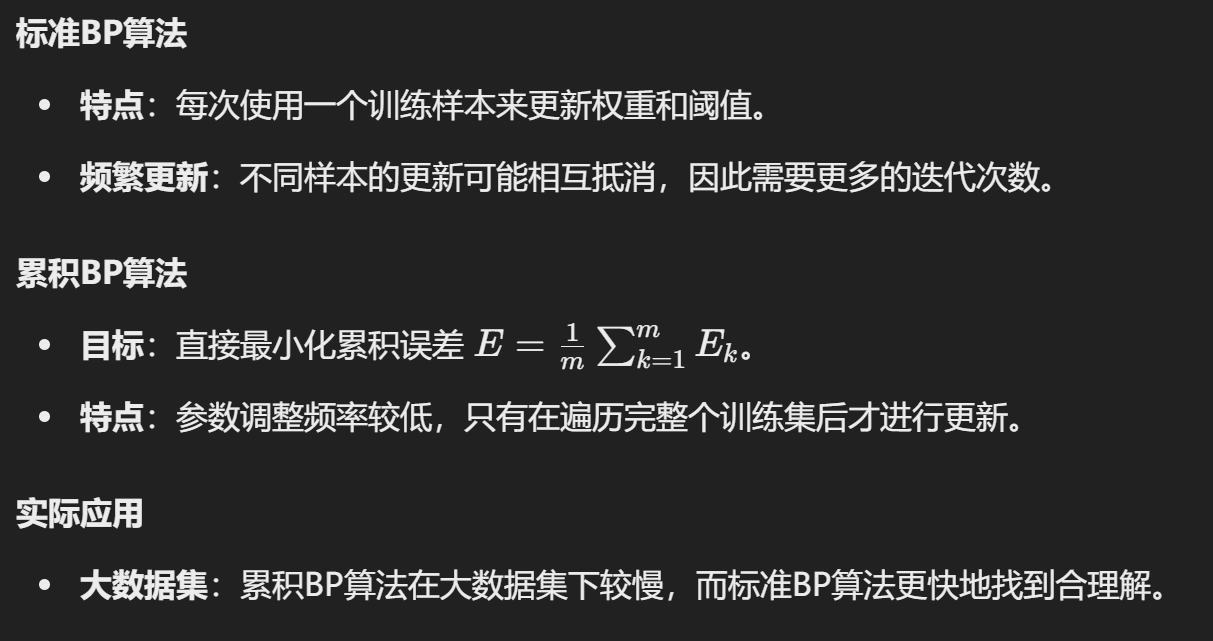 标准BP算法
• 特点：每次使用一个训练样本来更新权重和阈值。
• 频繁更新：不同样本的更新可能相互抵消，因此需要更多的迭代次数。
累积BP算法
• 目标：直接最小化累积误差 $E = \frac{1}{m} \sum_{k=1}^{m} E_k$。
• 特点：参数调整频率较低，只有在遍历完整个训练集后才进行更新。
实际应用
• 大数据集：累积BP算法在大数据集下较慢，而标准BP算法更快地找到合理解。